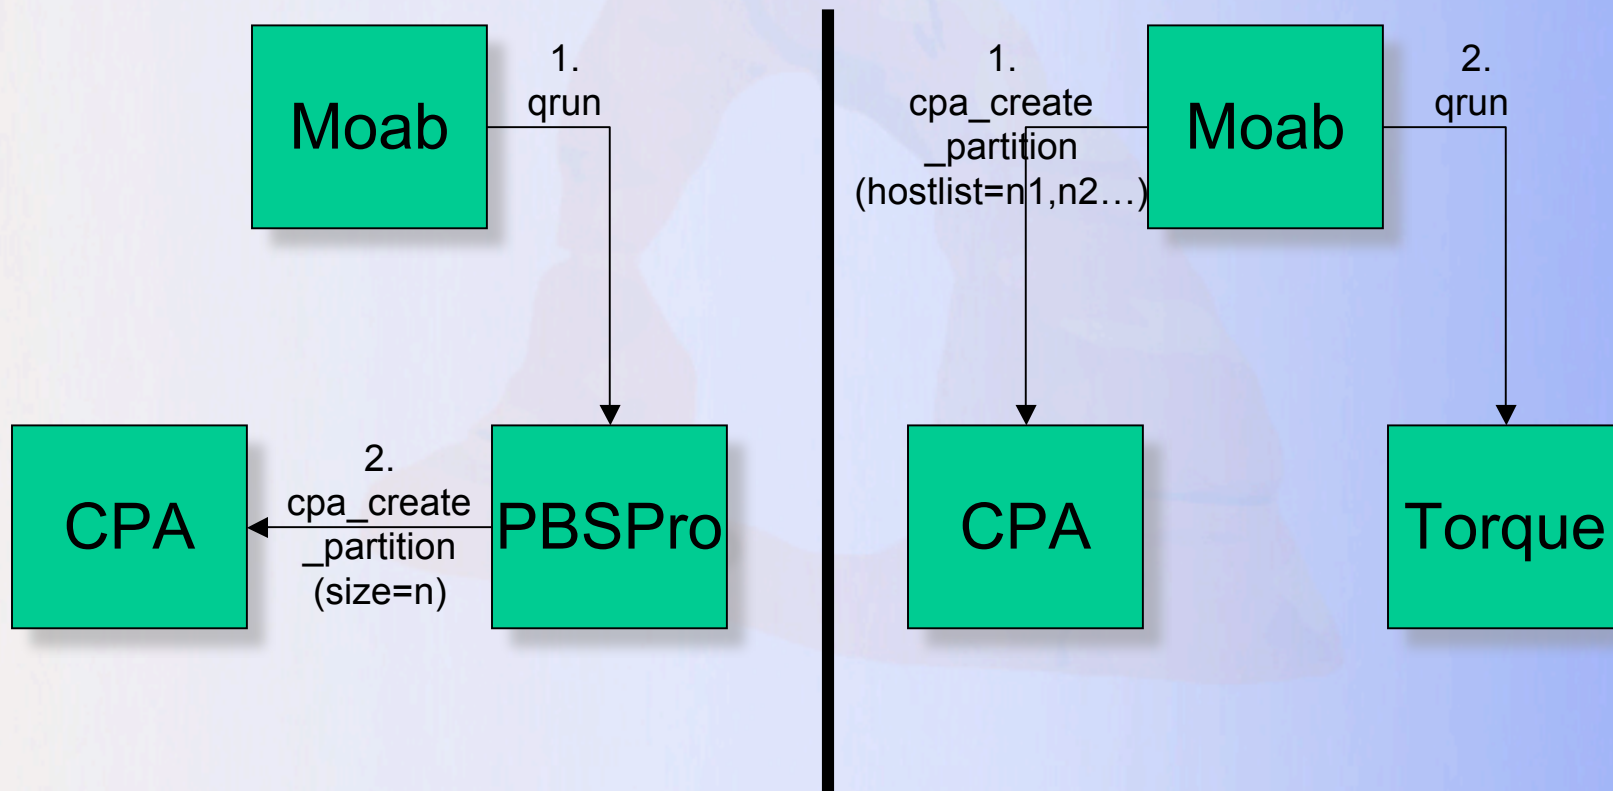 Moab
1.
qrun
CPA
2.
cpa_create
_partition
(size=n)
PBSPro
1.
cpa_create
_partition
(hostlist=n1,n2…)
Moab
2.
qrun
CPA
Torque